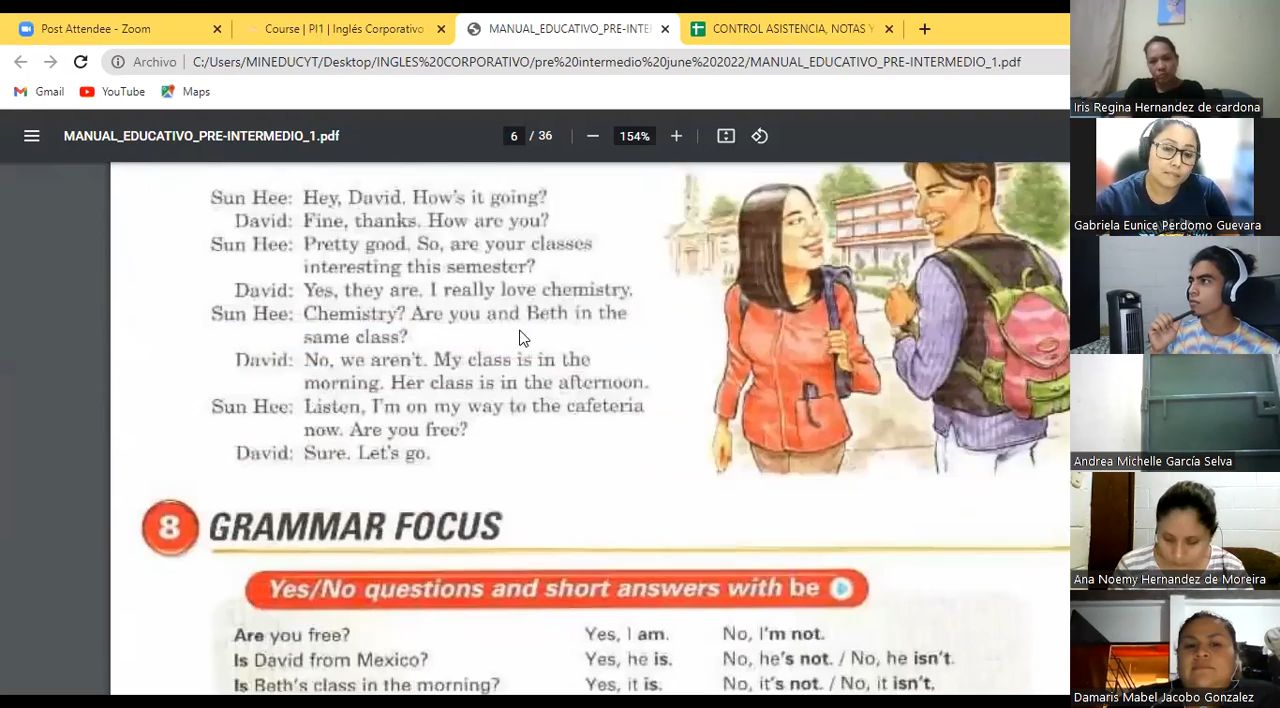 Post Attendee - Zoom
Course | PI1 | Inglés Corporativo
MANUAL_EDUCATIVO_PRE-INTE
CONTROL ASISTENCIA, NOTAS Y
Archivo
C:/Users/MINEDUCYT/Desktop/INGLES%20CORPORATIVO/pre%20intermedio%20june%202022/MANUAL_EDUCATIVO_PRE-INTERMEDIO_1.pdf
Gmail
YouTube
Maps
MANUAL_EDUCATIVO_PRE-INTERMEDIO_1.pdf
6 / 36
154%
Sun Hee: Hey, David. How's it going?
David: Fine, thanks. How are you?
Sun Hee: Pretty good. So, are your classes
interesting this semester?
David: Yes, they are. I really love chemistry.
Sun Hee: Chemistry? Are you and Beth in the
same class?
David: No, we aren't. My class is in the
morning. Her class is in the afternoon.
Sun Hee: Listen, I'm on my way to the cafeteria
now. Are you free?
David: Sure. Let's go.
8 GRAMMAR FOCUS
Yes/No questions and short answers with be
Are you free? Yes, I am. No, I'm not.
Is David from Mexico? Yes, he is. No, he's not. / No, he isn't.
Is Beth's class in the morning? Yes, it is. No, it's not. / No, it isn't.
Iris Regina Hernandez de cardona
Gabriela Eunice Perdomo Guevara
Andrea Michelle García Selva
Ana Noemy Hernandez de Moreira
Damaris Mabel Jacobo Gonzalez